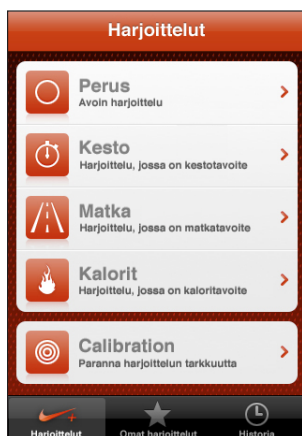 Harjoittelut
Perus
Avoin harjoittelu
Kesto
Harjoittelu, jossa on kestotavoite
Matka
Harjoittelu, jossa on matkatavoite
Kalorit
Harjoittelu, jossa on kaloritavoite
Calibration
Paranna harjoittelun tarkkuutta
Harjoittelut Omat harjoittelut Historia